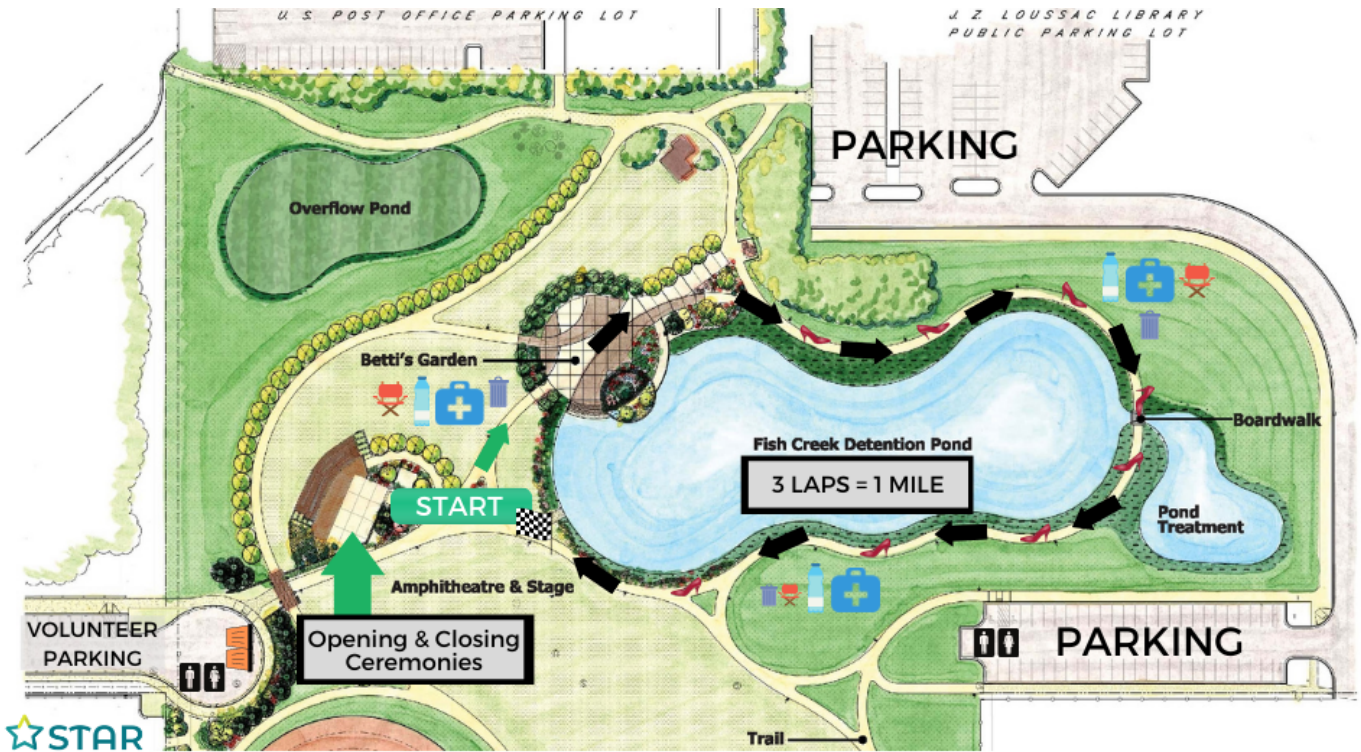 U.S. POST OFFICE PARKING LOT
J.Z. LOUSSAC LIBRARY
PUBLIC PARKING LOT
PARKING
Overflow Pond
Betti's Garden
Boardwalk
Fish Creek Detention Pond
3 LAPS = 1 MILE
START
Pond
Treatment
Amphitheatre & Stage
VOLUNTEER
PARKING
Opening & Closing
Ceremonies
PARKING
Trail
STAR